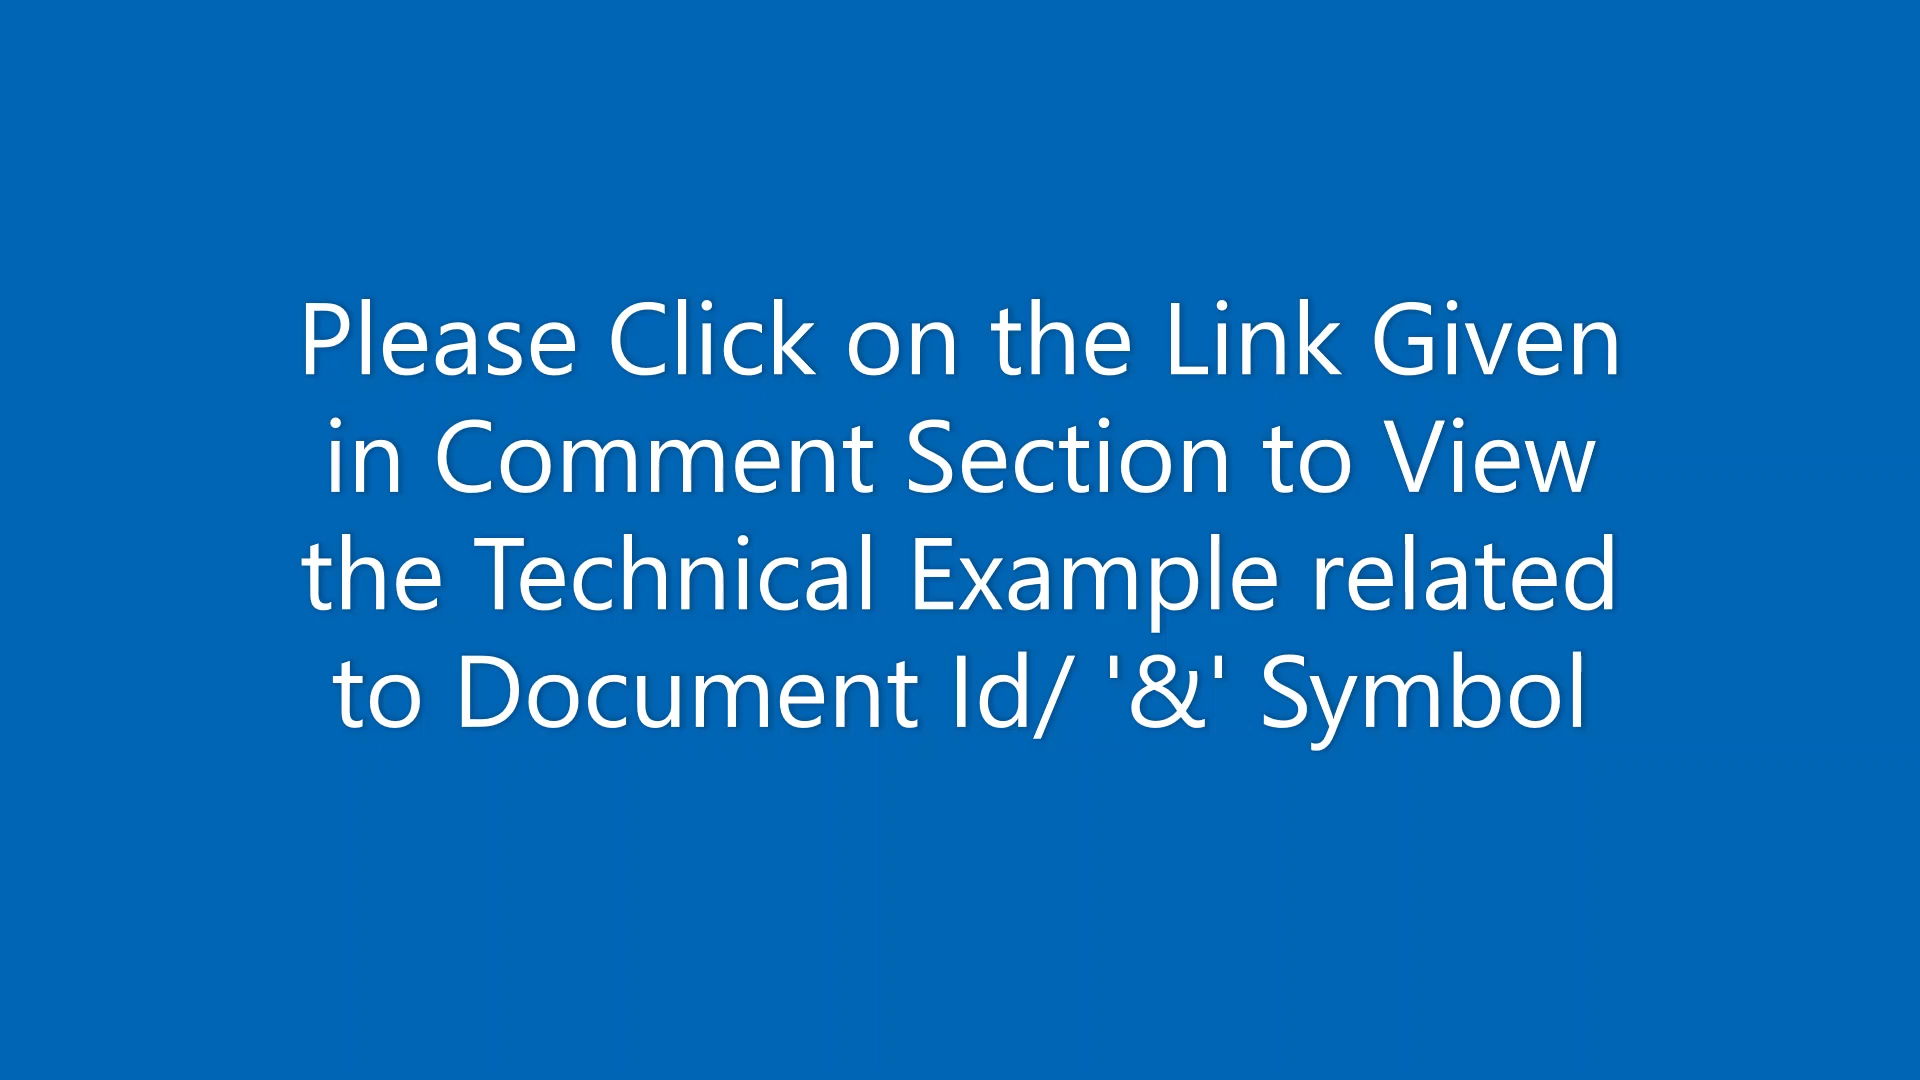 Please Click on the Link Given
in Comment Section to View
the Technical Example related
to Document Id/ '&' Symbol